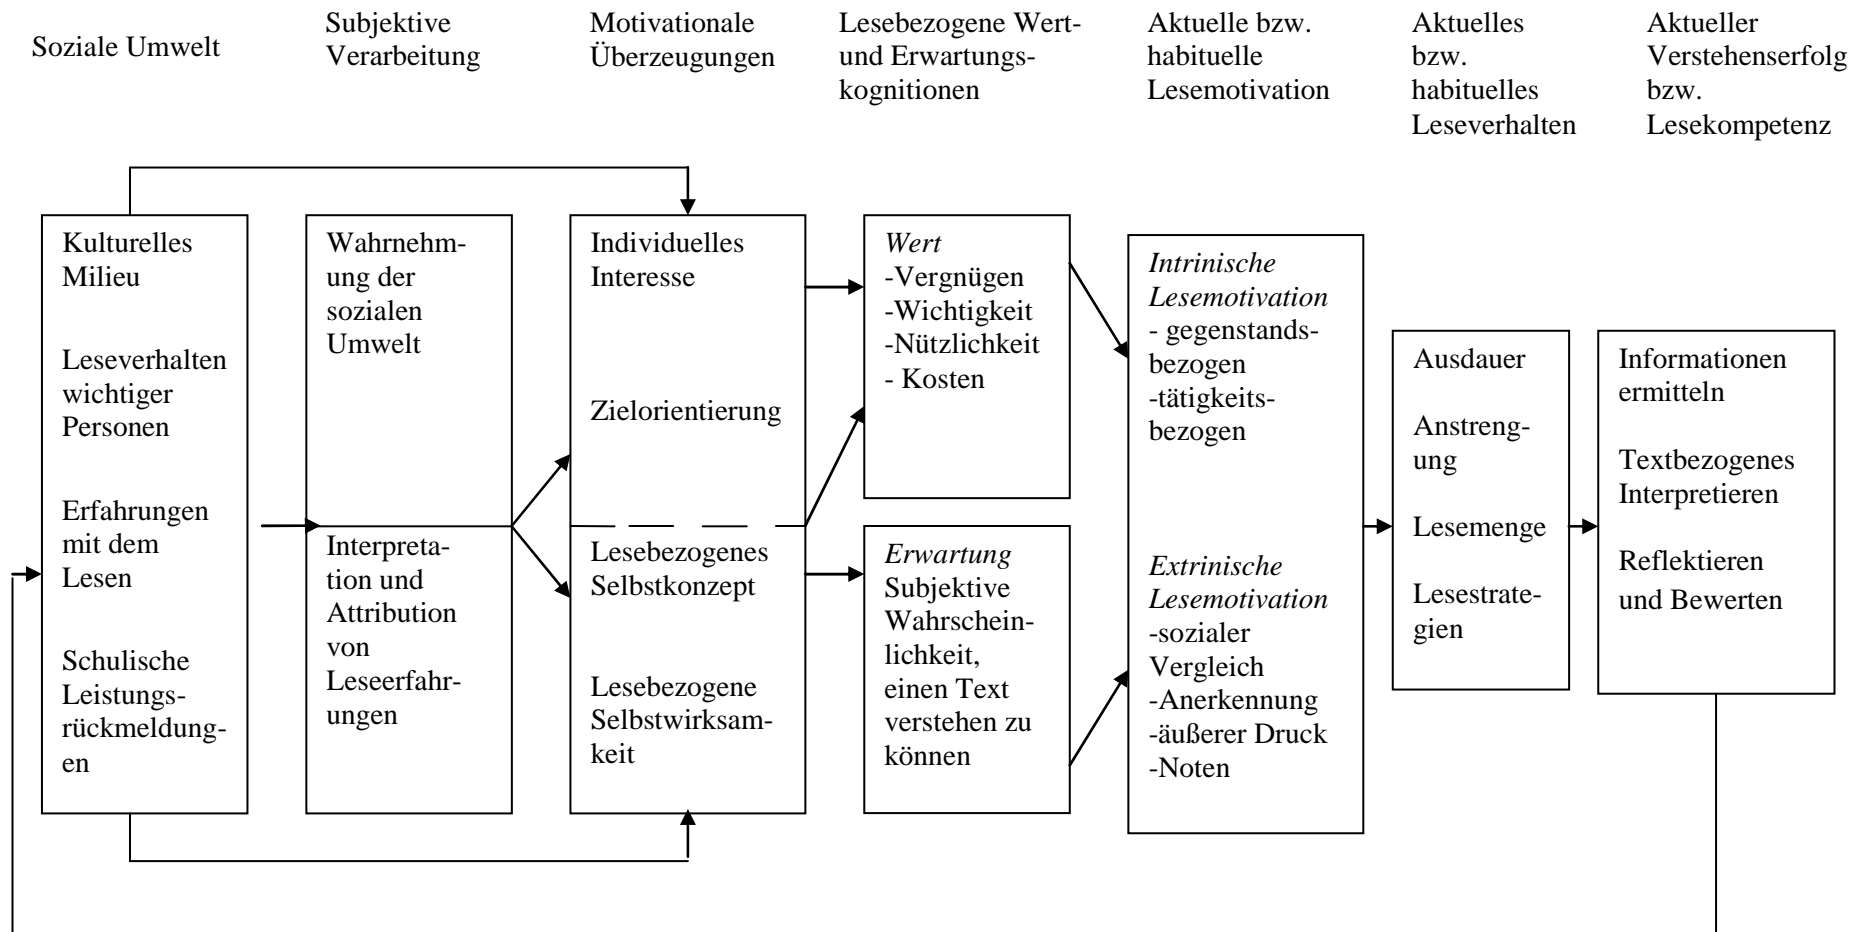 Soziale Umwelt
Subjektive
Verarbeitung
Motivationale
Überzeugungen
Lesebezogene Wert-
und Erwartungs-
kognitionen
Aktuelle bzw.
habituelle
Lesemotivation
Aktuelles
bzw.
habituelles
Leseverhalten
Aktueller
Verstehenserfolg
bzw.
Lesekompetenz
Kulturelles
Milieu
Leseverhalten
wichtiger
Personen
Erfahrungen
mit dem
Lesen
Schulische
Leistungs-
rückmeldung-
en
Wahrnehm-
ung der
sozialen
Umwelt
Interpreta-
tion und
Attribution
von
Leseerfahr-
ungen
Individuelles
Interesse
Zielorientierung
Lesebezogenes
Selbstkonzept
Lesebezogene
Selbstwirksam-
keit
Wert
-Vergnügen
-Wichtigkeit
-Nützlichkeit
- Kosten
Erwartung
Subjektive
Wahrschein-
lichkeit,
einen Text
verstehen zu
können
Intrinische
Lesemotivation
- gegenstands-
bezogen
-tätigkeits-
bezogen
Extrinische
Lesemotivation
-sozialer
Vergleich
-Anerkennung
-äußerer Druck
-Noten
Ausdauer
Anstreng-
ung
Lesemenge
Lesestrate-
gien
Informationen
ermitteln
Textbezogenes
Interpretieren
Reflektieren
und Bewerten